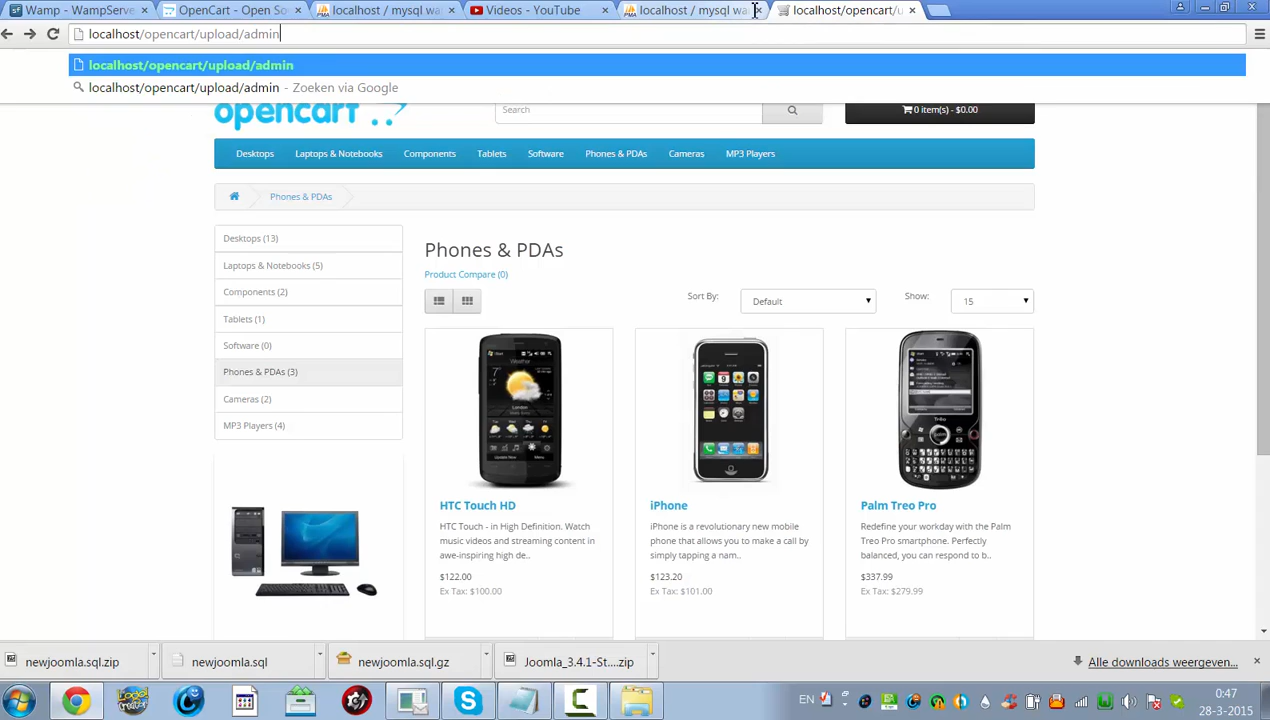 Wamp - WampServe
OpenCart - Open So
localhost / mysql wa
Videos - YouTube
localhost / mysql wa
localhost/opencart/u
localhost/opencart/upload/admin
localhost/opencart/upload/admin
localhost/opencart/upload/admin - Zoeken via Google
opencart
Search
0 item(s) - $0.00
Desktops Laptops & Notebooks Components Tablets Software Phones & PDAs Cameras MP3 Players
Phones & PDAs
Desktops (13)
Laptops & Notebooks (5)
Components (2)
Tablets (1)
Software (0)
Phones & PDAs (3)
Cameras (2)
MP3 Players (4)
Phones & PDAs
Product Compare (0)
Sort By:
Default
Show:
15
HTC Touch HD
HTC Touch - in High Definition. Watch
music videos and streaming content in
awe-inspiring high de..
$122.00
Ex Tax: $100.00
iPhone
iPhone is a revolutionary new mobile
phone that allows you to make a call by
simply tapping a nam..
$123.20
Ex Tax: $101.00
Palm Treo Pro
Redefine your workday with the Palm
Treo Pro smartphone. Perfectly
balanced, you can respond to b..
$337.99
Ex Tax: $279.99
newjoomla.sql.zip
newjoomla.sql
newjoomla.sql.gz
Joomla_3.4.1-St....zip
Alle downloads weergeven...
EN
0:47
28-3-2015